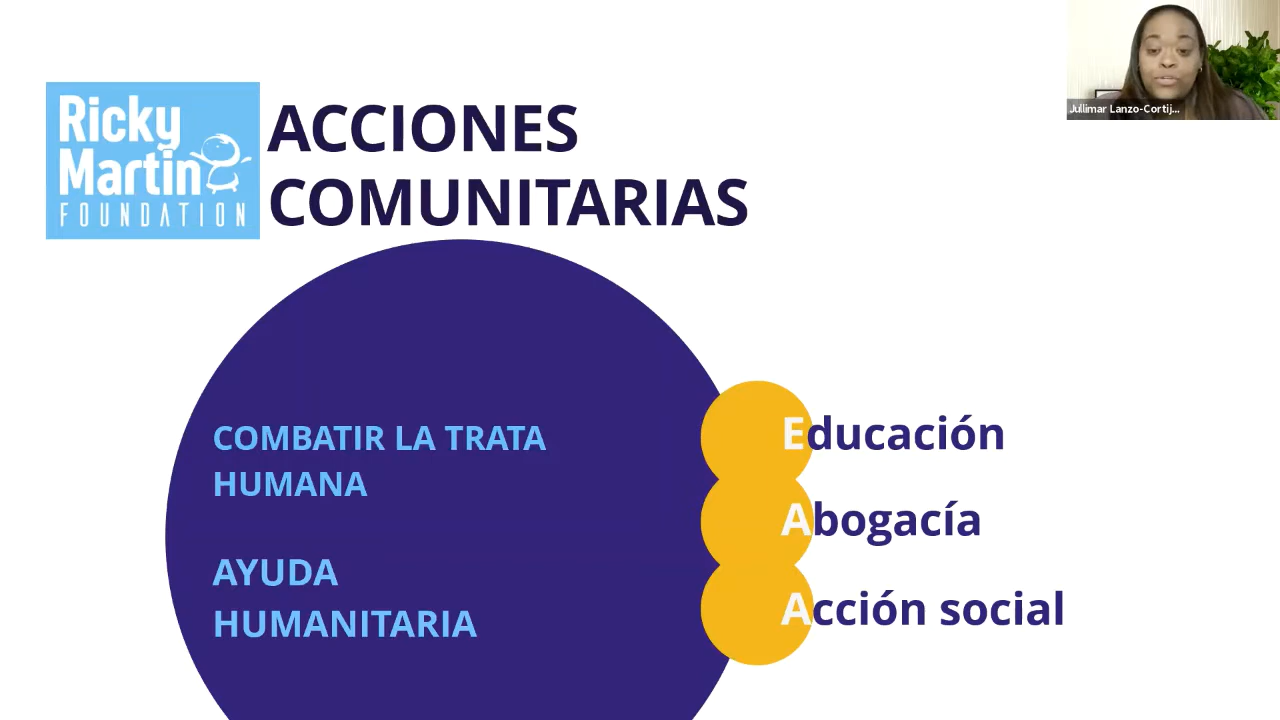 Ricky
Martin
FOUNDATION
ACCIONES
COMUNITARIAS
Jullimar Lanzo-Cortij...
COMBATIR LA TRATA
HUMANA
AYUDA
HUMANITARIA
Educación
Abogacía
Acción social